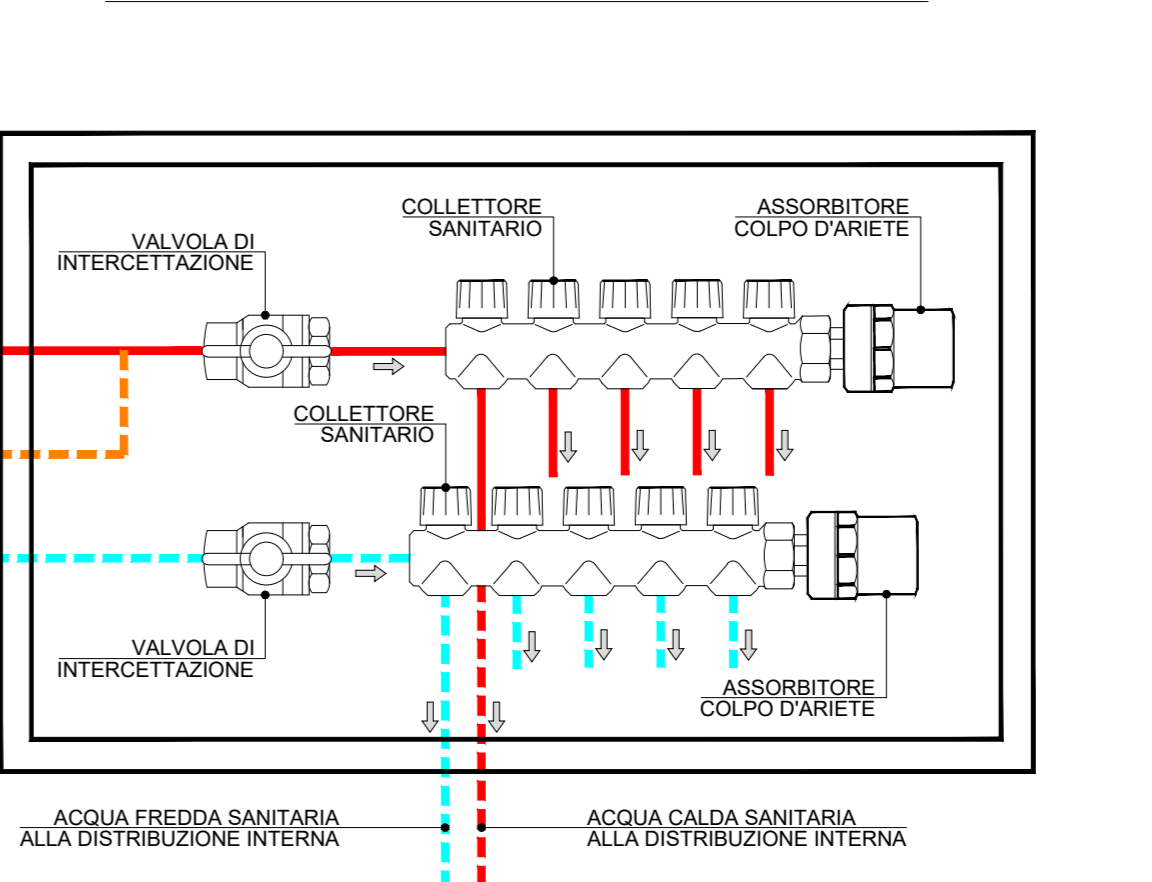 COLLETTORE
SANITARIO
ASSORBITORE
COLPO D'ARIETE
VALVOLA DI
INTERCETTAZIONE
COLLETTORE
SANITARIO
VALVOLA DI
INTERCETTAZIONE
ASSORBITORE
COLPO D'ARIETE
ACQUA FREDDA SANITARIA
ALLA DISTRIBUZIONE INTERNA
ACQUA CALDA SANITARIA
ALLA DISTRIBUZIONE INTERNA